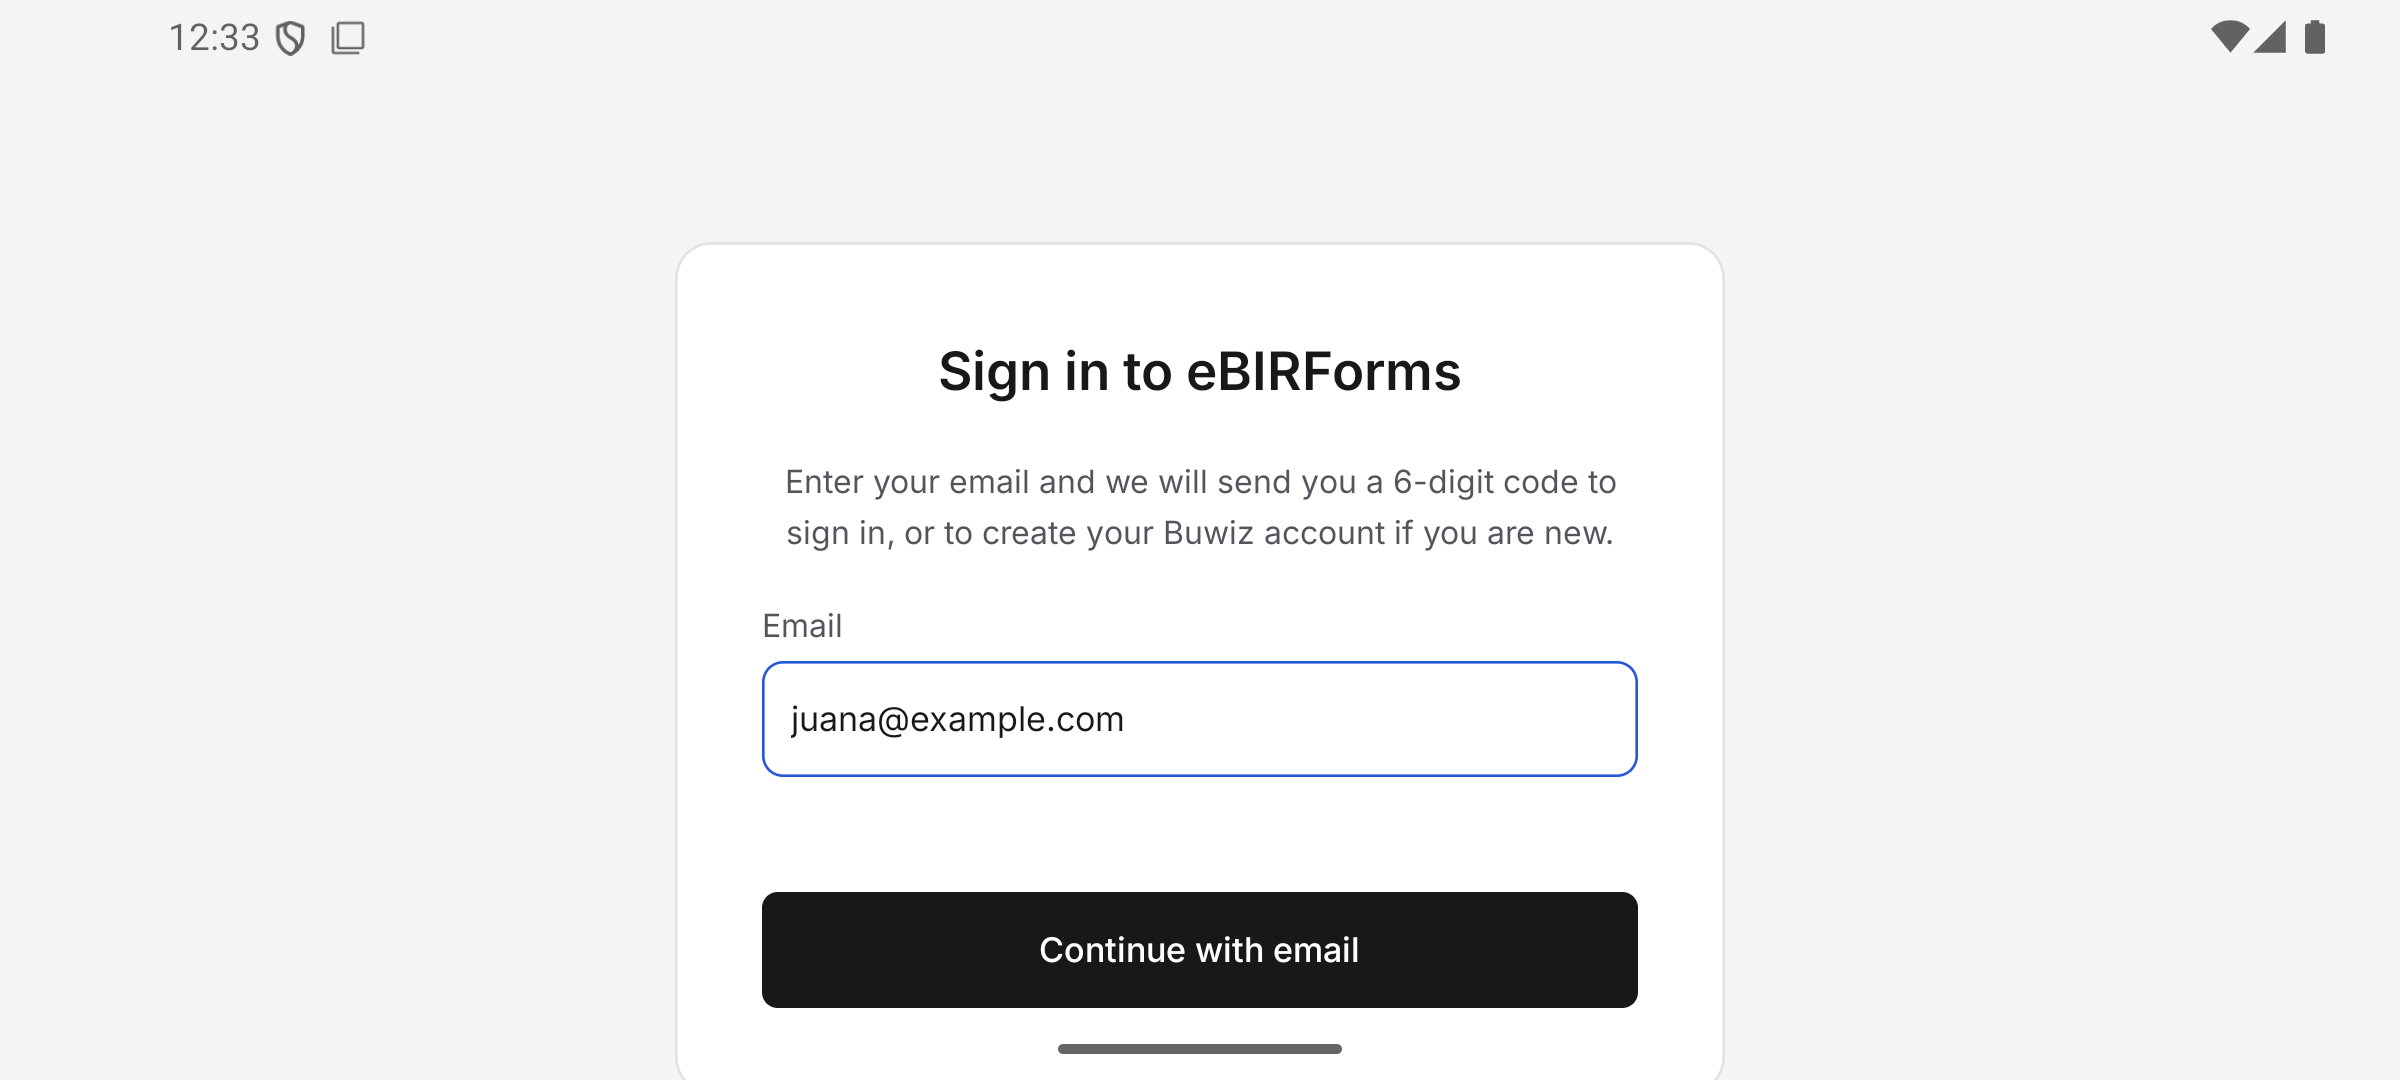 12:33
Sign in to eBIRForms
Enter your email and we will send you a 6-digit code to
sign in, or to create your Buwiz account if you are new.
Email
juana@example.com
Continue with email